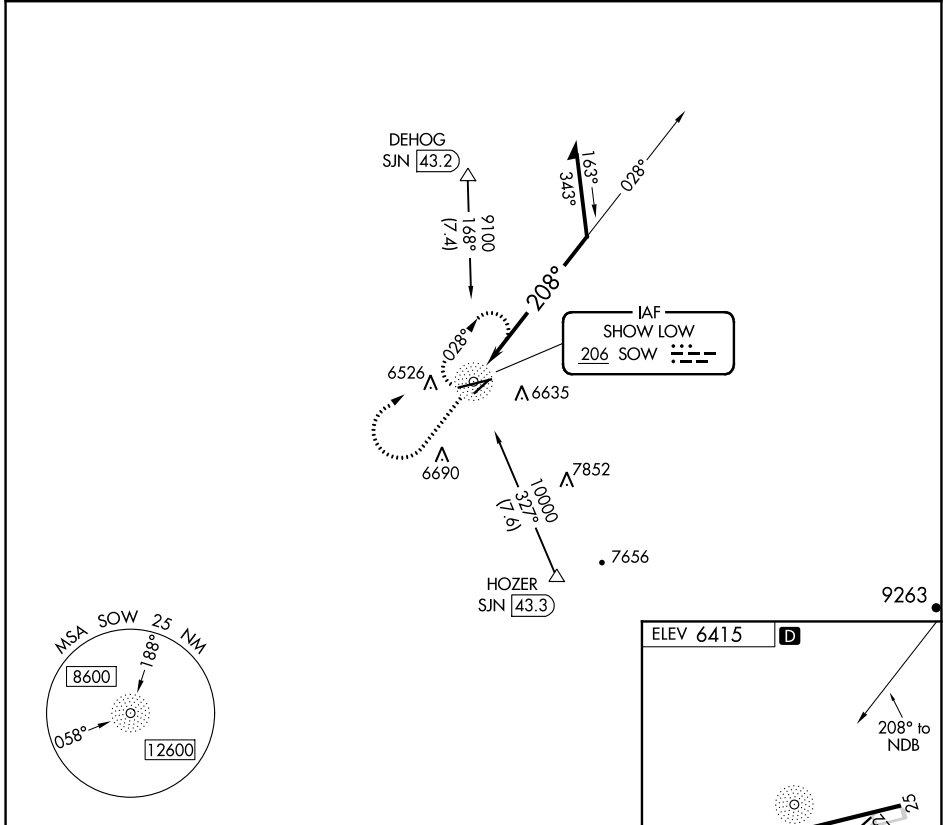 DEHOG
SJN 43.2
9100
168°
(7.4)
163°
343°
028°
208°
IAF
SHOW LOW
206 SOW
028°
6526
6635
6690
7852
10000
327°
(7.6)
7656
HOZER
SJN 43.3
9263
MSA SOW 25 NM
188°
8600
058°
12600
ELEV 6415 D
208° to
NDB
25